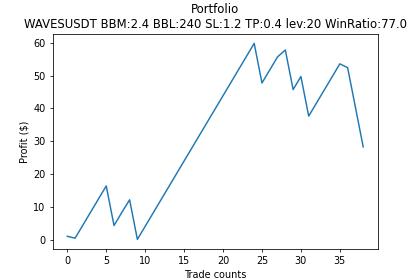 Portfolio
WAVESUSDT BBM:2.4 BBL:240 SL:1.2 TP:0.4 lev:20 WinRatio:77.0
60
50
40
30
20
10
0
Profit ($)
0 5 10 15 20 25 30 35
Trade counts